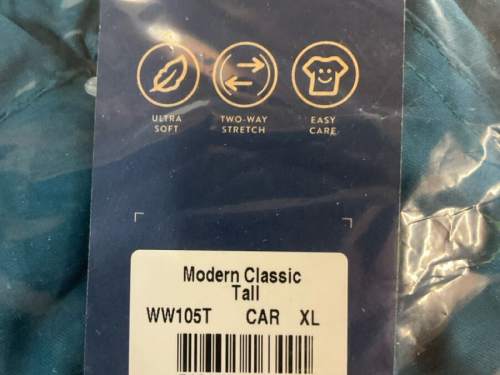 ULTRA
SOFT
TWO-WAY
STRETCH
EASY
CARE
Modern Classic
Tall
WW105T CAR XL